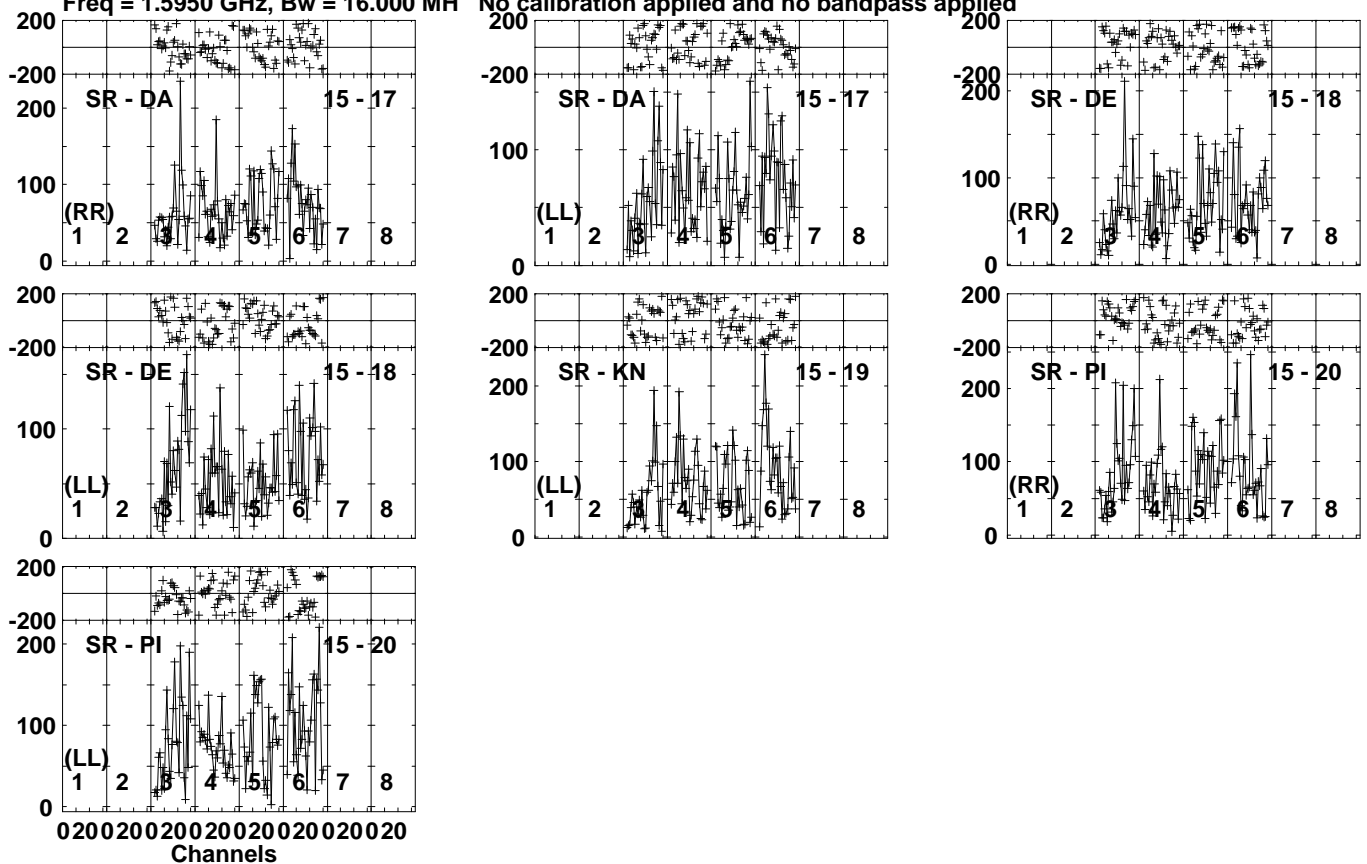 Freq = 1.5950 GHz, Bw = 16.000 MH No calibration applied and no bandpass applied
200
-200
SR - DA 15 - 17
200
100
0
(RR)
1 2 3 4 5 6 7 8
SR - DA 15 - 17
100
0
(LL)
1 2 3 4 5 6 7 8
200
-200
SR - DE 15 - 18
200
100
0
(RR)
1 2 3 4 5 6 7 8
200
-200
SR - DE 15 - 18
100
0
(LL)
1 2 3 4 5 6 7 8
200
-200
SR - KN 15 - 19
200
100
0
(LL)
1 2 3 4 5 6 7 8
200
-200
SR - PI 15 - 20
200
100
0
(RR)
1 2 3 4 5 6 7 8
200
-200
SR - PI 15 - 20
200
100
0
(LL)
1 2 3 4 5 6 7 8
0 20 0 20 0 20 0 20 0 20 0 20 0 20 0 20
Channels